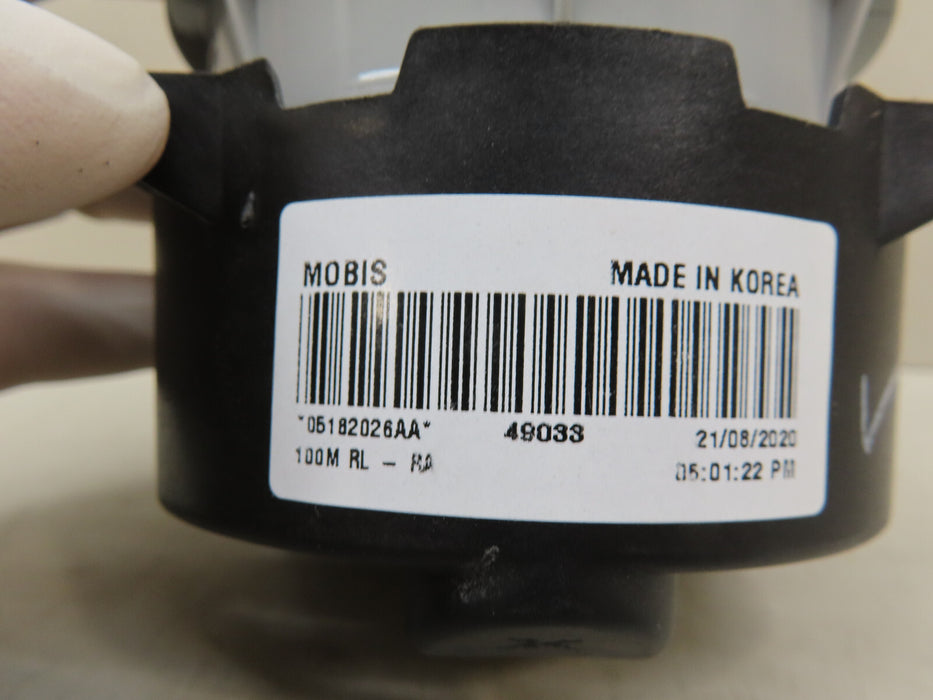 MOBIS MADE IN KOREA
*05182026AA* 49033 21/08/2020
100M RL - RA 05:01:22 PM